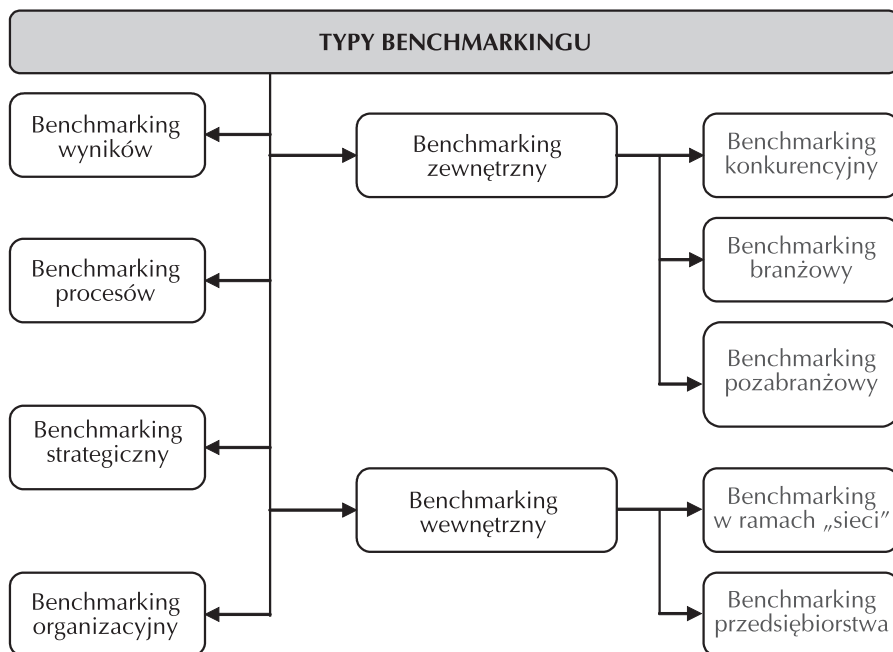 TYPY BENCHMARKINGU
Benchmarking
wyników
Benchmarking
procesów
Benchmarking
strategiczny
Benchmarking
organizacyjny
Benchmarking
zewnętrzny
Benchmarking
wewnętrzny
Benchmarking
konkurencyjny
Benchmarking
branżowy
Benchmarking
pozabranżowy
Benchmarking
w ramach „sieci”
Benchmarking
przedsiębiorstwa